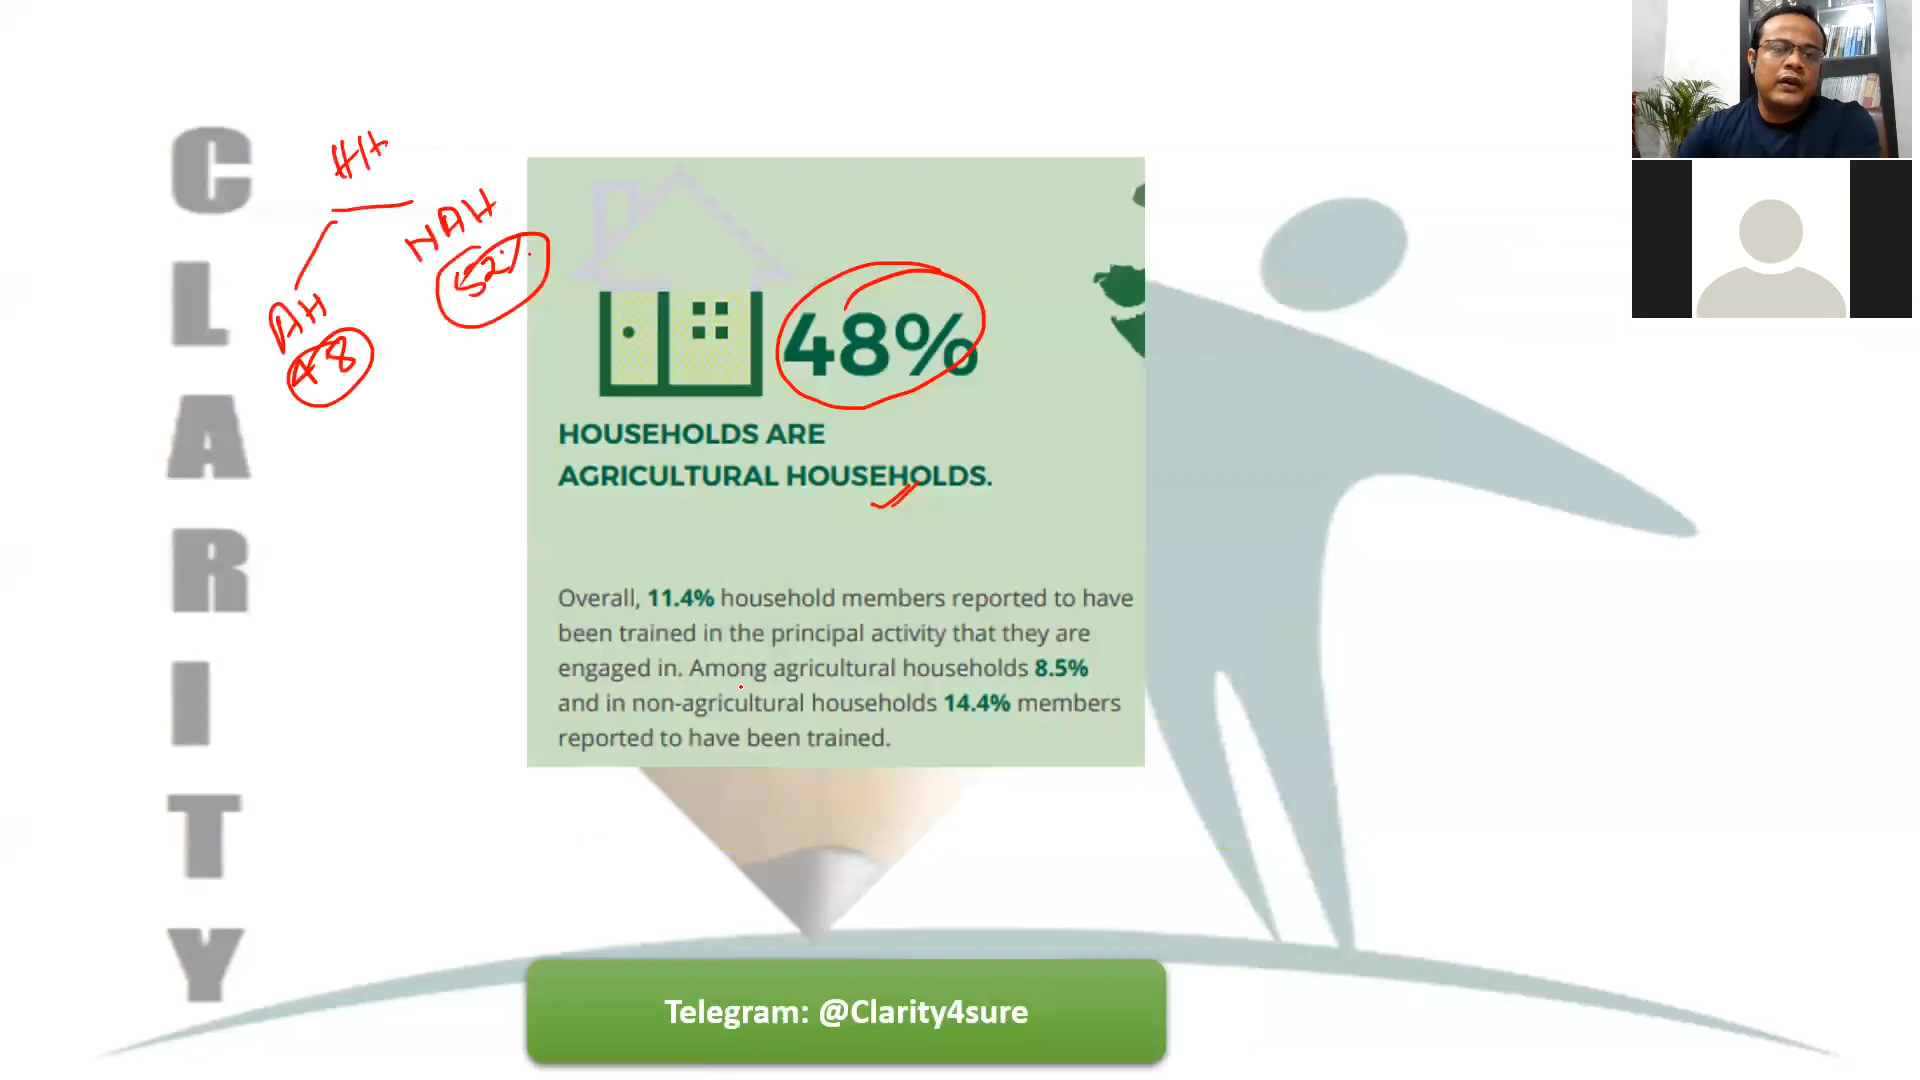 CLARITY
H/H
NAH
52%
AH
48
48%
HOUSEHOLDS ARE
AGRICULTURAL HOUSEHOLDS.
Overall, 11.4% household members reported to have
been trained in the principal activity that they are
engaged in. Among agricultural households 8.5%
and in non-agricultural households 14.4% members
reported to have been trained.
Telegram: @Clarity4sure